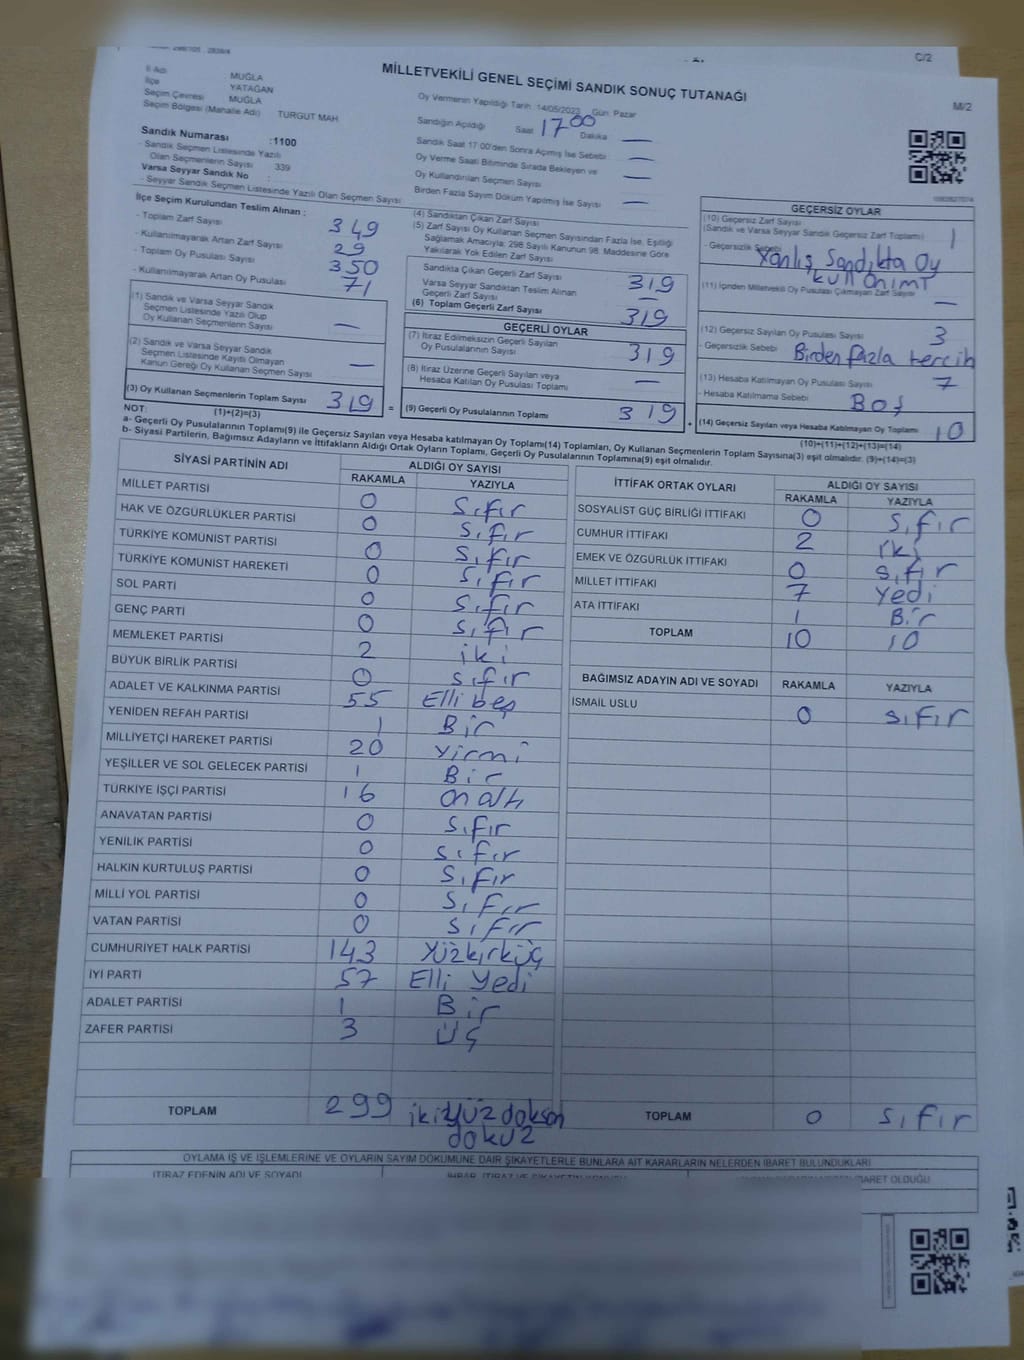 C/2
M/2
MİLLETVEKİLİ GENEL SEÇİMİ SANDIK SONUÇ TUTANAĞI
İl Adı : MUĞLA
İlçe : YATAĞAN
Seçim Çevresi : MUĞLA
Seçim Bölgesi (Mahalle Adı) : TURGUT MAH
Sandık Numarası :1100
- Sandık Seçmen Listesinde Yazılı
Olan Seçmenlerin Sayısı : 339
Varsa Seyyar Sandık No :
- Seyyar Sandık Seçmen Listesinde Yazılı Olan Seçmen Sayısı
Oy Vermenin Yapıldığı Tarih 14/05/2023 Gün: Pazar
Sandığın Açıldığı Saat 17 00 Dakika —
Sandık Saat 17:00'den Sonra Açılmış İse Sebebi —
Oy Verme Saati Bitiminde Sırada Bekleyen ve
Oy Kullandırılan Seçmen Sayısı —
Birden Fazla Sayım Döküm Yapılmış İse Sayısı —
İlçe Seçim Kurulundan Teslim Alınan :
- Toplam Zarf Sayısı 349
- Kullanılmayarak Artan Zarf Sayısı 29
- Toplam Oy Pusulası Sayısı 350
- Kullanılmayarak Artan Oy Pusulası 71
(1) Sandık ve Varsa Seyyar Sandık
Seçmen Listesinde Yazılı Olup
Oy Kullanan Seçmenlerin Sayısı —
(2) Sandık ve Varsa Seyyar Sandık
Seçmen Listesinde Kayıtlı Olmayan
Kanun Gereği Oy Kullanan Seçmen Sayısı —
(3) Oy Kullanan Seçmenlerin Toplam Sayısı 319
(1)+(2)=(3)
(4) Sandıktan Çıkan Zarf Sayısı
(5) Zarf Sayısı Oy Kullanan Seçmen Sayısından Fazla İse, Eşitliği
Sağlamak Amacıyla; 298 Sayılı Kanunun 98. Maddesine Göre
Yakılarak Yok Edilen Zarf Sayısı
Sandıkta Çıkan Geçerli Zarf Sayısı 319
Varsa Seyyar Sandıktan Teslim Alınan
Geçerli Zarf Sayısı —
(6) Toplam Geçerli Zarf Sayısı 319
GEÇERLİ OYLAR
(7) İtiraz Edilmeksizin Geçerli Sayılan
Oy Pusulalarının Sayısı 319
(8) İtiraz Üzerine Geçerli Sayılan veya
Hesaba Katılan Oy Pusulası Toplamı —
= (9) Geçerli Oy Pusulalarının Toplamı 319 +
GEÇERSİZ OYLAR
(10) Geçersiz Zarf Sayısı
(Sandık ve Varsa Seyyar Sandık Geçersiz Zarf Toplamı) 1
- Geçersizlik Sebebi Yanlış Sandıkta Oy
kullanımı
(11) İçinden Milletvekili Oy Pusulası Çıkmayan Zarf Sayısı —
(12) Geçersiz Sayılan Oy Pusulası Sayısı 3
- Geçersizlik Sebebi Birden fazla tercih
(13) Hesaba Katılmayan Oy Pusulası Sayısı 7
- Hesaba Katılmama Sebebi Boş
(14) Geçersiz Sayılan veya Hesaba Katılmayan Oy Toplamı 10
(10)+(11)+(12)+(13)=(14)
NOT:
a- Geçerli Oy Pusulalarının Toplamı(9) ile Geçersiz Sayılan veya Hesaba katılmayan Oy Toplamı(14) Toplamları, Oy Kullanan Seçmenlerin Toplam Sayısına(3) eşit olmalıdır. (9)+(14)=(3)
b- Siyasi Partilerin, Bağımsız Adayların ve İttifakların Aldığı Ortak Oyların Toplamı, Geçerli Oy Pusulalarının Toplamına(9) eşit olmalıdır.
SİYASİ PARTİNİN ADI ALDIĞI OY SAYISI
RAKAMLA YAZIYLA
MİLLET PARTİSİ 0 Sıfır
HAK VE ÖZGÜRLÜKLER PARTİSİ 0 Sıfır
TÜRKİYE KOMÜNİST PARTİSİ 0 Sıfır
TÜRKİYE KOMÜNİST HAREKETİ 0 Sıfır
SOL PARTİ 0 Sıfır
GENÇ PARTİ 0 Sıfır
MEMLEKET PARTİSİ 2 iki
BÜYÜK BİRLİK PARTİSİ 0 sıfır
ADALET VE KALKINMA PARTİSİ 55 Elli beş
YENİDEN REFAH PARTİSİ 1 Bir
MİLLİYETÇİ HAREKET PARTİSİ 20 Yirmi
YEŞİLLER VE SOL GELECEK PARTİSİ 1 Bir
TÜRKİYE İŞÇİ PARTİSİ 16 on altı
ANAVATAN PARTİSİ 0 Sıfır
YENİLİK PARTİSİ 0 Sıfır
HALKIN KURTULUŞ PARTİSİ 0 Sıfır
MİLLİ YOL PARTİSİ 0 Sıfır
VATAN PARTİSİ 0 Sıfır
CUMHURİYET HALK PARTİSİ 143 Yüzkırküç
İYİ PARTİ 57 Elli Yedi
ADALET PARTİSİ 1 Bir
ZAFER PARTİSİ 3 Üç
TOPLAM 299 ikiyüz doksan
dokuz
İTTİFAK ORTAK OYLARI ALDIĞI OY SAYISI
RAKAMLA YAZIYLA
SOSYALİST GÜÇ BİRLİĞİ İTTİFAKI 0 Sıfır
CUMHUR İTTİFAKI 2 iki
EMEK VE ÖZGÜRLÜK İTTİFAKI 0 Sıfır
MİLLET İTTİFAKI 7 Yedi
ATA İTTİFAKI 1 Bir
TOPLAM 10 10
BAĞIMSIZ ADAYIN ADI VE SOYADI RAKAMLA YAZIYLA
İSMAİL USLU 0 sıfır
TOPLAM 0 Sıfır
OYLAMA İŞ VE İŞLEMLERİNE VE OYLARIN SAYIM DÖKÜMÜNE DAİR ŞİKAYETLERLE BUNLARA AİT KARARLARIN NELERDEN İBARET BULUNDUKLARI
İTİRAZ EDENİN ADI VE SOYADI